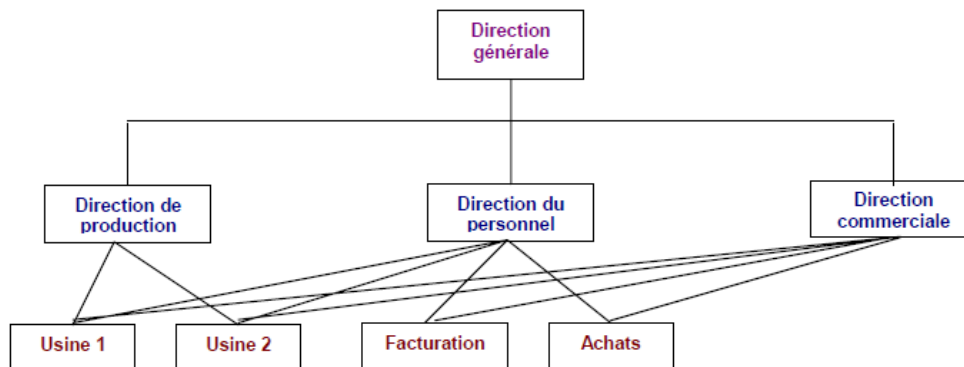 Direction
générale
Direction de
production
Direction du
personnel
Direction
commerciale
Usine 1
Usine 2
Facturation
Achats